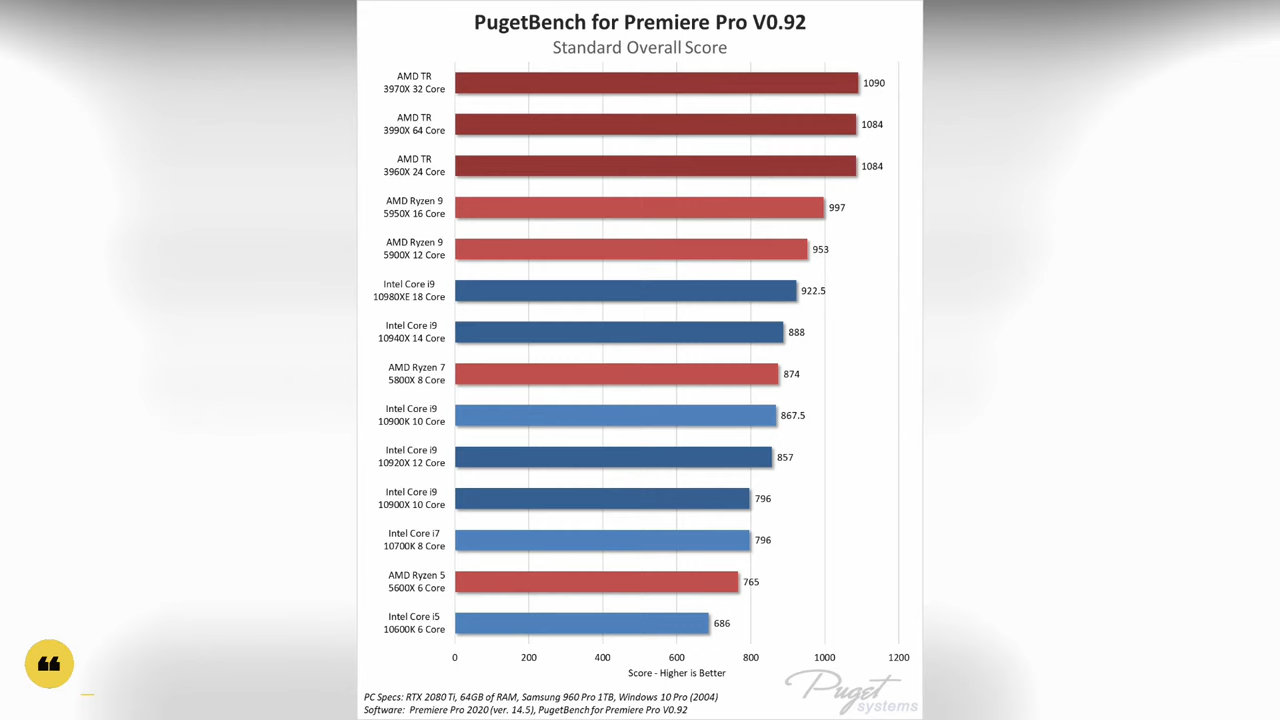 PugetBench for Premiere Pro V0.92
Standard Overall Score
AMD TR
3970X 32 Core
1090
AMD TR
3990X 64 Core
1084
AMD TR
3960X 24 Core
1084
AMD Ryzen 9
5950X 16 Core
997
AMD Ryzen 9
5900X 12 Core
953
Intel Core i9
10980XE 18 Core
922.5
Intel Core i9
10940X 14 Core
888
AMD Ryzen 7
5800X 8 Core
874
Intel Core i9
10900K 10 Core
867.5
Intel Core i9
10920X 12 Core
857
Intel Core i9
10900X 10 Core
796
Intel Core i7
10700K 8 Core
796
AMD Ryzen 5
5600X 6 Core
765
Intel Core i5
10600K 6 Core
686
0 200 400 600 800 1000 1200
Score - Higher is Better
Puget
systems
PC Specs: RTX 2080 Ti, 64GB of RAM, Samsung 960 Pro 1TB, Windows 10 Pro (2004)
Software: Premiere Pro 2020 (ver. 14.5), PugetBench for Premiere Pro V0.92